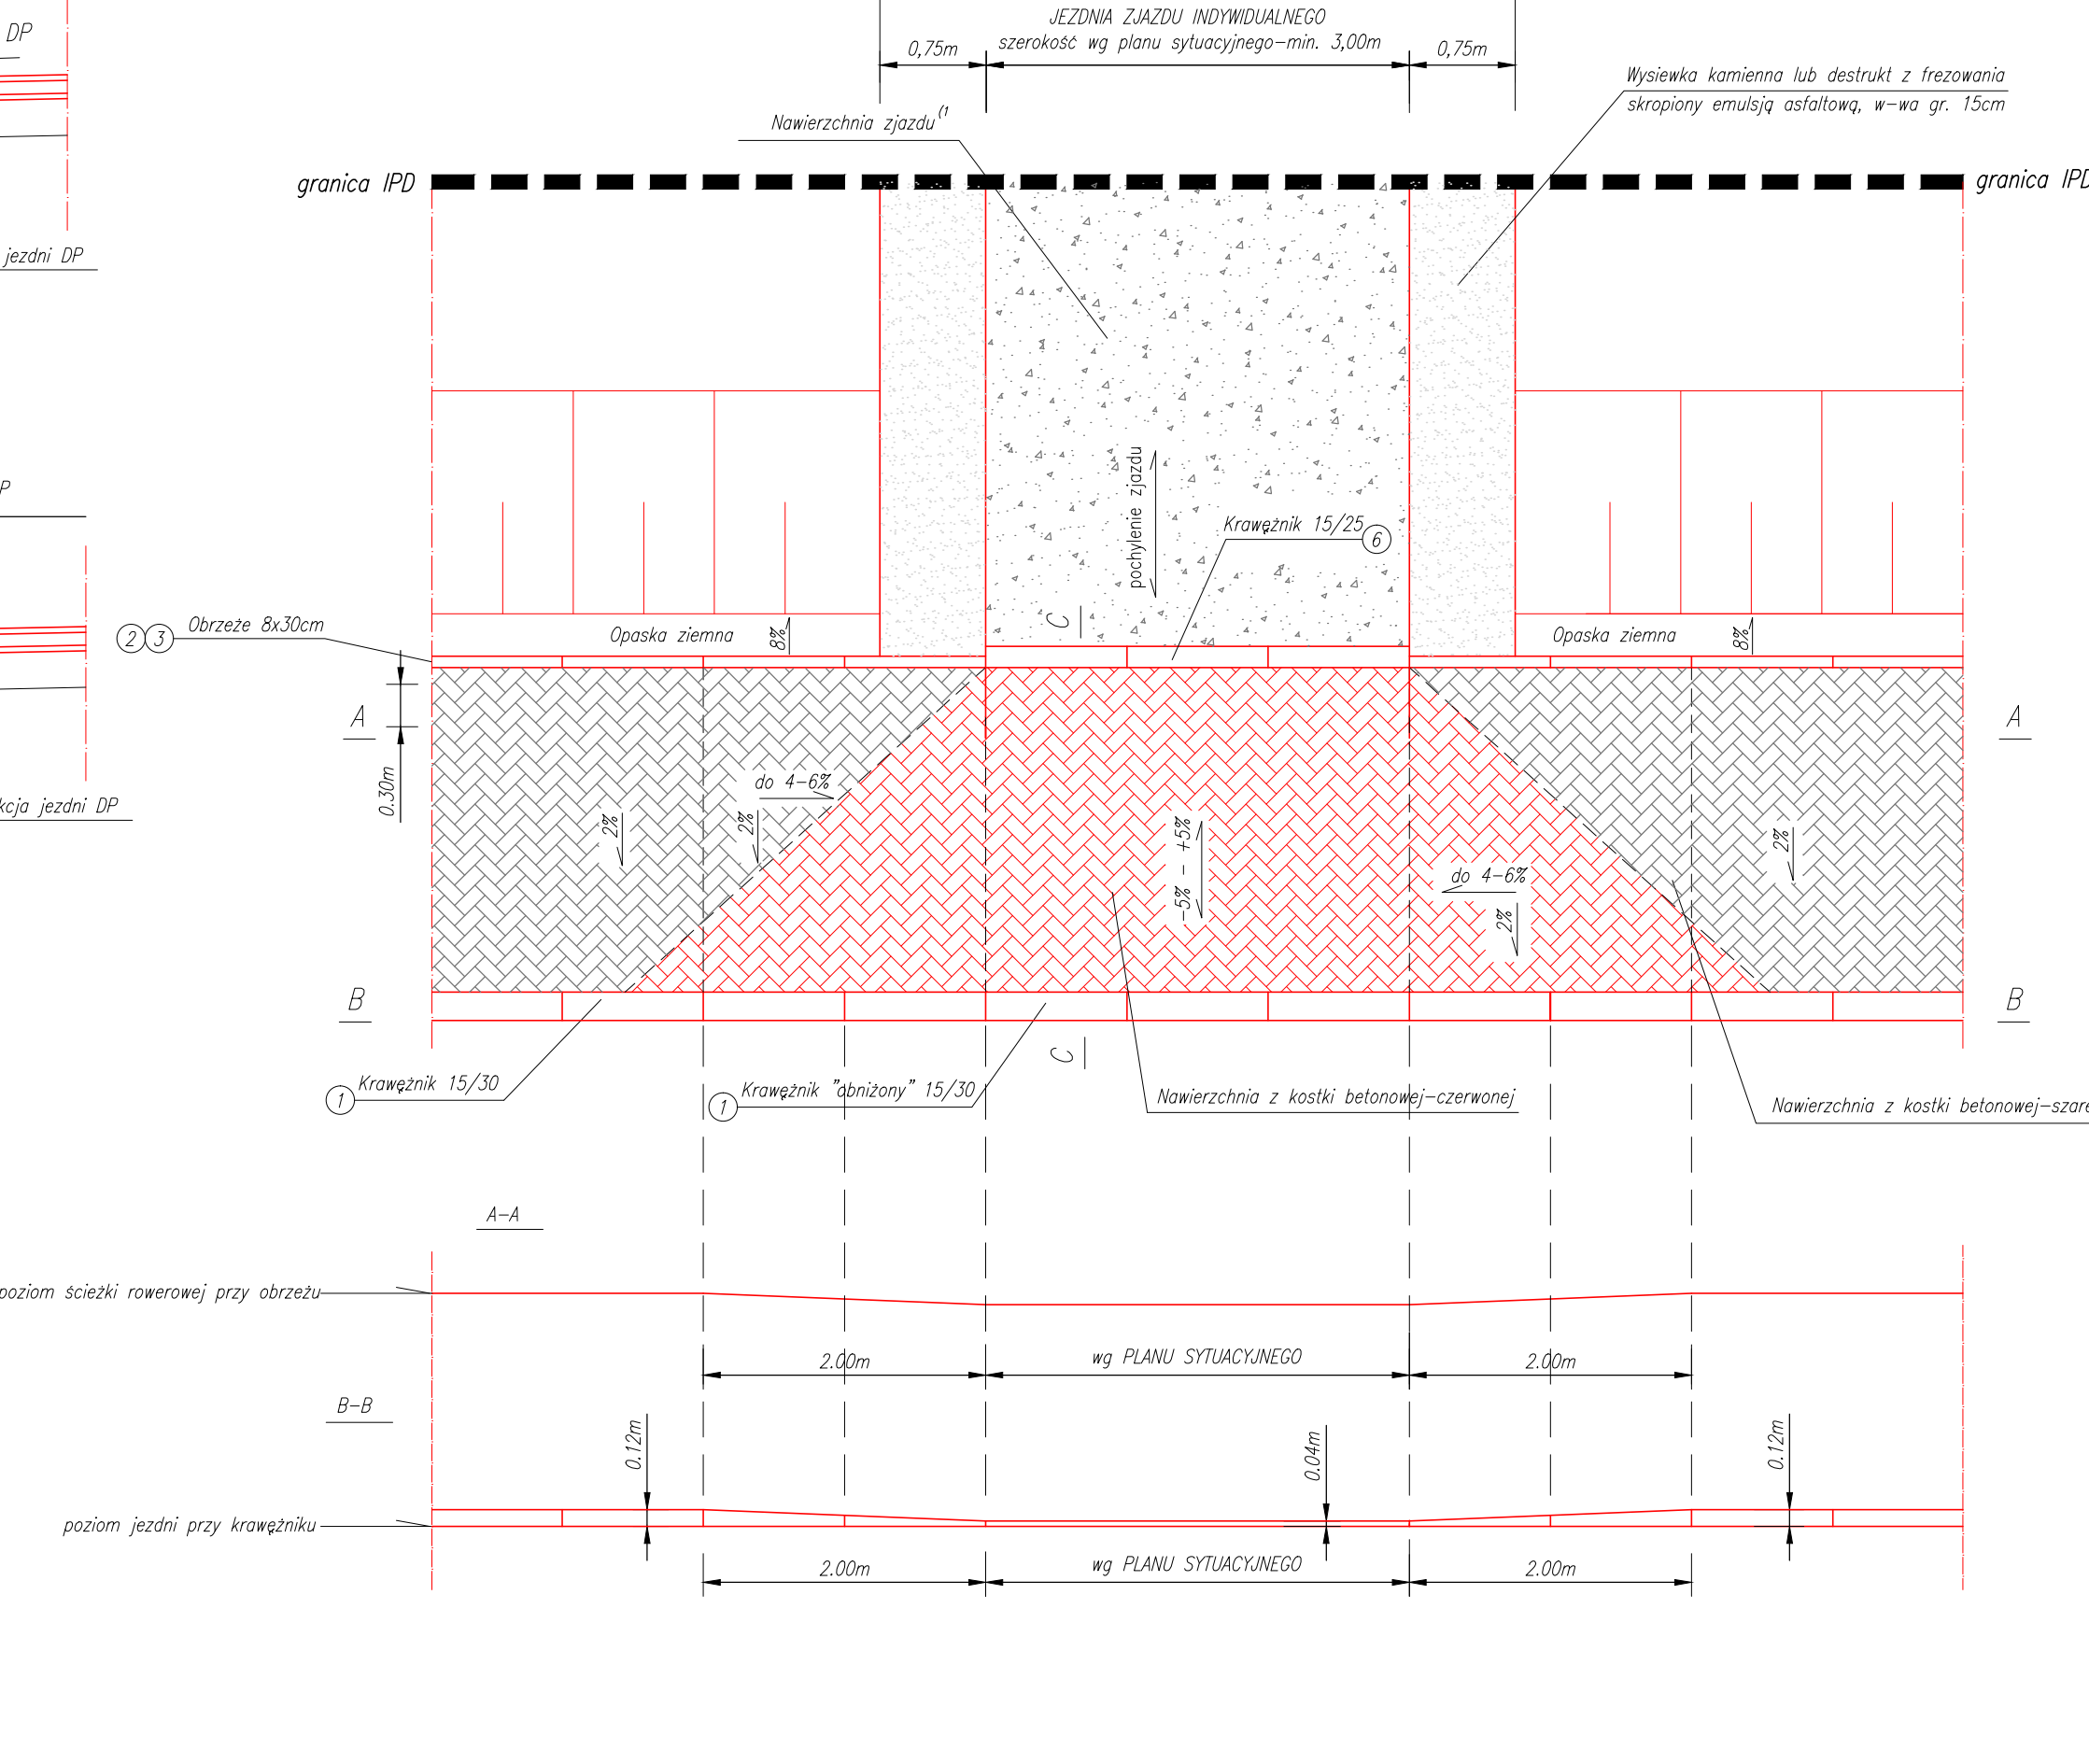 DP
JEZDNIA ZJAZDU INDYWIDUALNEGO
szerokość wg planu sytuacyjnego-min. 3,00m
0,75m
0,75m
Wysiewka kamienna lub destrukt z frezowania
skropiony emulsją asfaltową, w-wa gr. 15cm
Nawierzchnia zjazdu (1
granica IPD
granica IPD
jezdni DP
pochylenie zjazdu
Krawężnik 15/25
6
P
2 3 Obrzeże 8x30cm
Opaska ziemna
8%
C
Opaska ziemna
8%
A
A
0.30m
kcja jezdni DP
do 4-6%
2%
2%
-5% - +5%
do 4-6%
2%
2%
B
B
C
1 Krawężnik 15/30
1 Krawężnik "obniżony" 15/30
Nawierzchnia z kostki betonowej-czerwonej
Nawierzchnia z kostki betonowej-szare
A-A
poziom ścieżki rowerowej przy obrzeżu
2.00m
wg PLANU SYTUACYJNEGO
2.00m
B-B
0.12m
0.04m
0.12m
poziom jezdni przy krawężniku
2.00m
wg PLANU SYTUACYJNEGO
2.00m